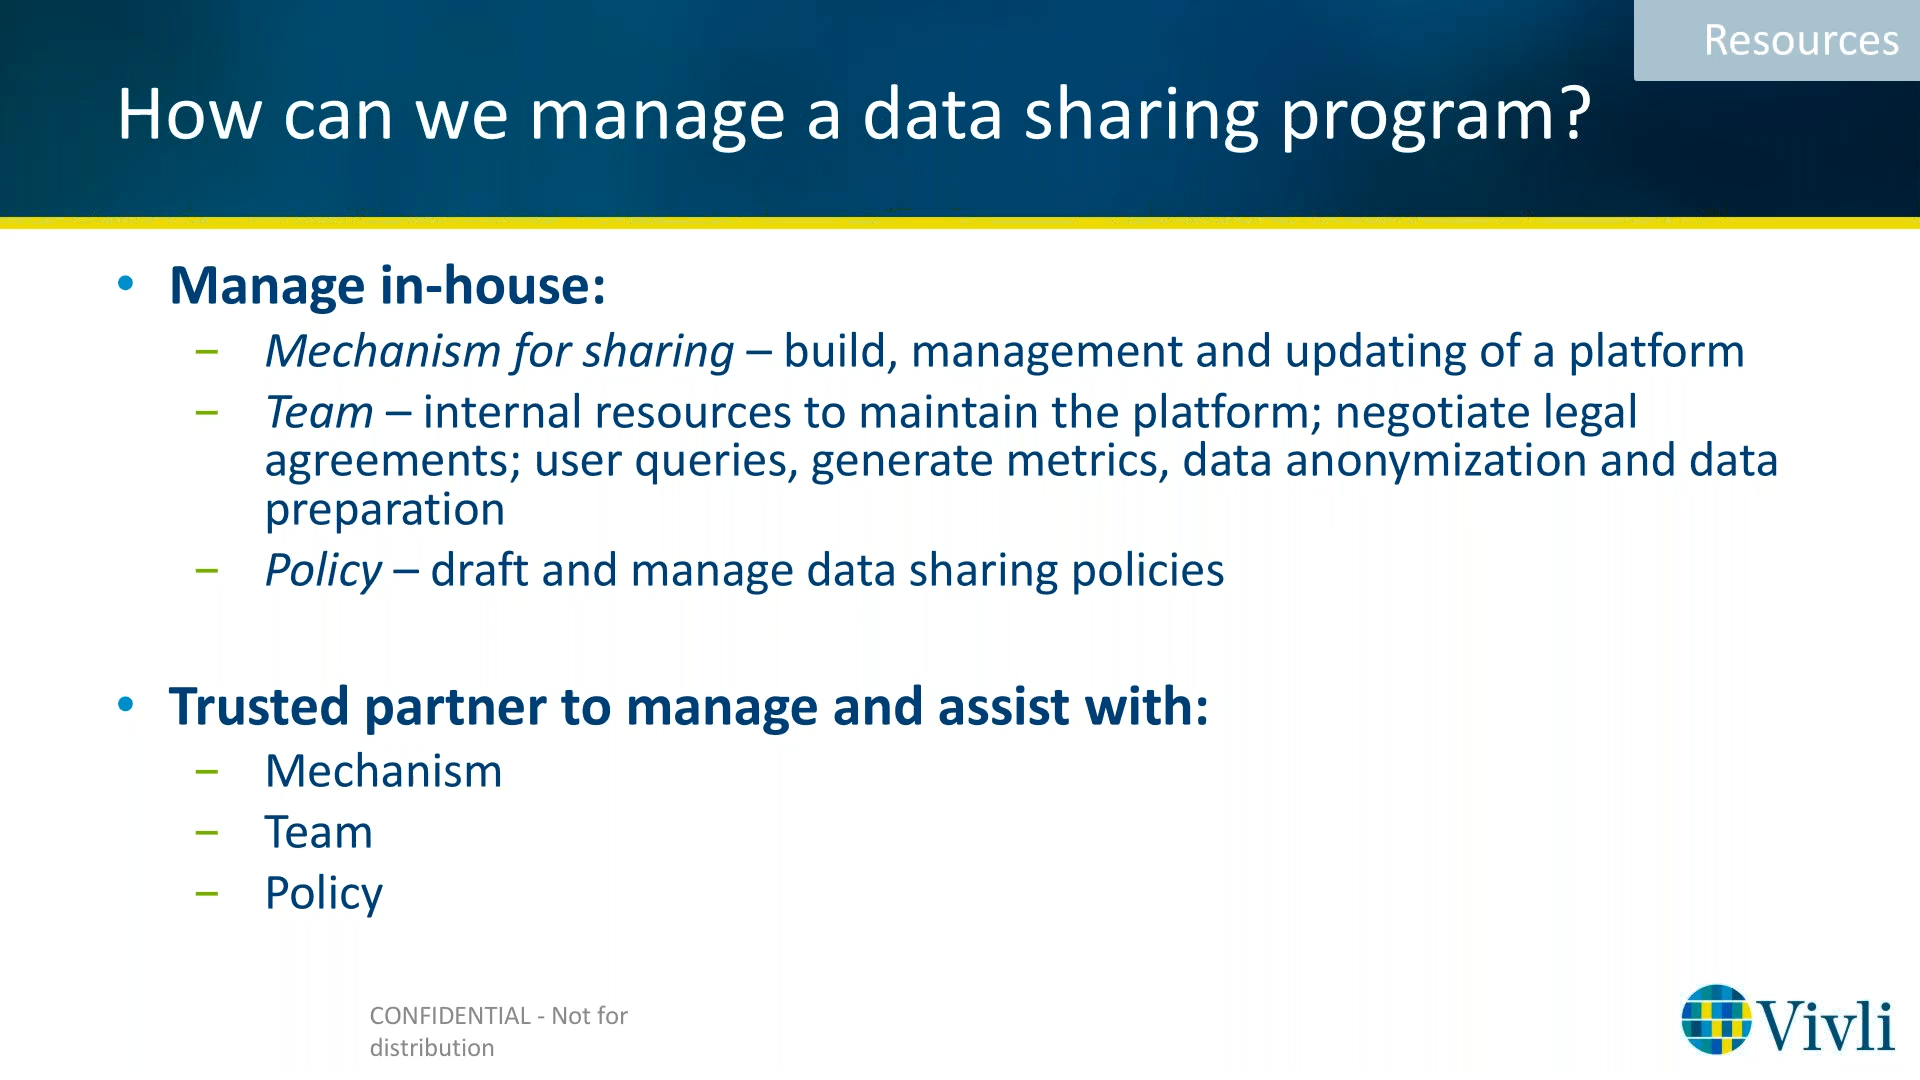 Resources
How can we manage a data sharing program?
• Manage in-house:
– Mechanism for sharing – build, management and updating of a platform
– Team – internal resources to maintain the platform; negotiate legal
agreements; user queries, generate metrics, data anonymization and data
preparation
– Policy – draft and manage data sharing policies
• Trusted partner to manage and assist with:
– Mechanism
– Team
– Policy
CONFIDENTIAL - Not for
distribution
Vivli